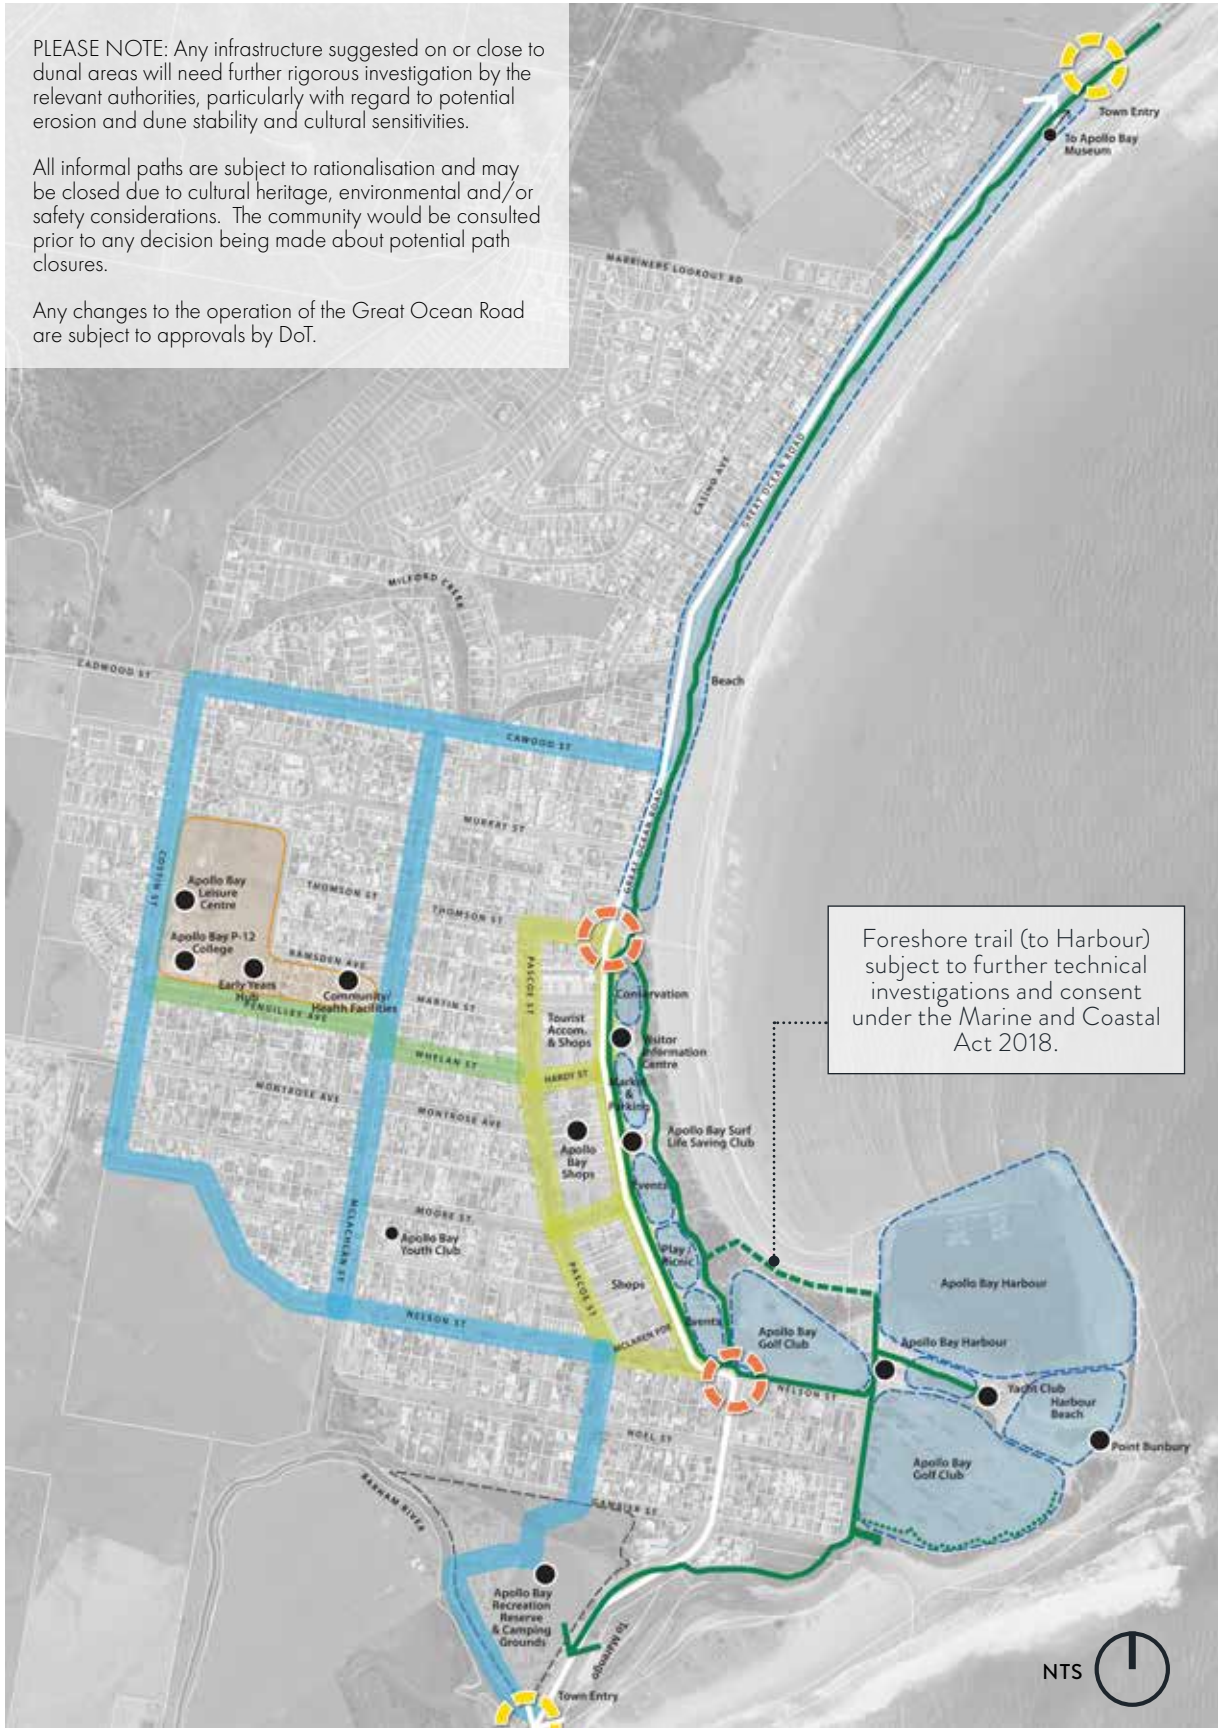 PLEASE NOTE: Any infrastructure suggested on or close to
dunal areas will need further rigorous investigation by the
relevant authorities, particularly with regard to potential
erosion and dune stability and cultural sensitivities.
All informal paths are subject to rationalisation and may
be closed due to cultural heritage, environmental and/or
safety considerations.  The community would be consulted
prior to any decision being made about potential path
closures.
Any changes to the operation of the Great Ocean Road
are subject to approvals by DoT.
Town Entry
To Apollo Bay
Museum
MARRINERS LOOKOUT RD
CASINO AVE
GREAT OCEAN ROAD
MILFORD CREEK
CADWOOD ST
Beach
CAWOOD ST
GREAT OCEAN ROAD
MURRAY ST
COSTIN ST
Apollo Bay
Leisure
Centre
THOMSON ST
THOMSON ST
Apollo Bay P-12
College
RAMSDEN AVE
Early Years
Hub
Community/
Health Facilities
PENGILLEY AVE
PASCOE ST
MARTIN ST
Conservation
Tourist
Accom.
& Shops
Visitor
Information
Centre
Foreshore trail (to Harbour)
subject to further technical
investigations and consent
under the Marine and Coastal
Act 2018.
WHELAN ST
HARDY ST
Market
&
Parking
MONTROSE AVE
MONTROSE AVE
Apollo Bay Surf
Life Saving Club
Apollo
Bay
Shops
Events
MCLACHLAN ST
MOORE ST.
Apollo Bay
Youth Club
Play /
Picnic
PASCOE ST
Shops
Apollo Bay Harbour
NELSON ST
Events
MCLAREN PDE
Apollo Bay
Golf Club
Apollo Bay Harbour
NELSON ST
Yacht Club
Harbour
Beach
NOEL ST
Point Bunbury
Apollo Bay
Golf Club
BARHAM RIVER
GAMBIER ST
Apollo Bay
Recreation
Reserve
& Camping
Grounds
To Marengo
Town Entry
NTS